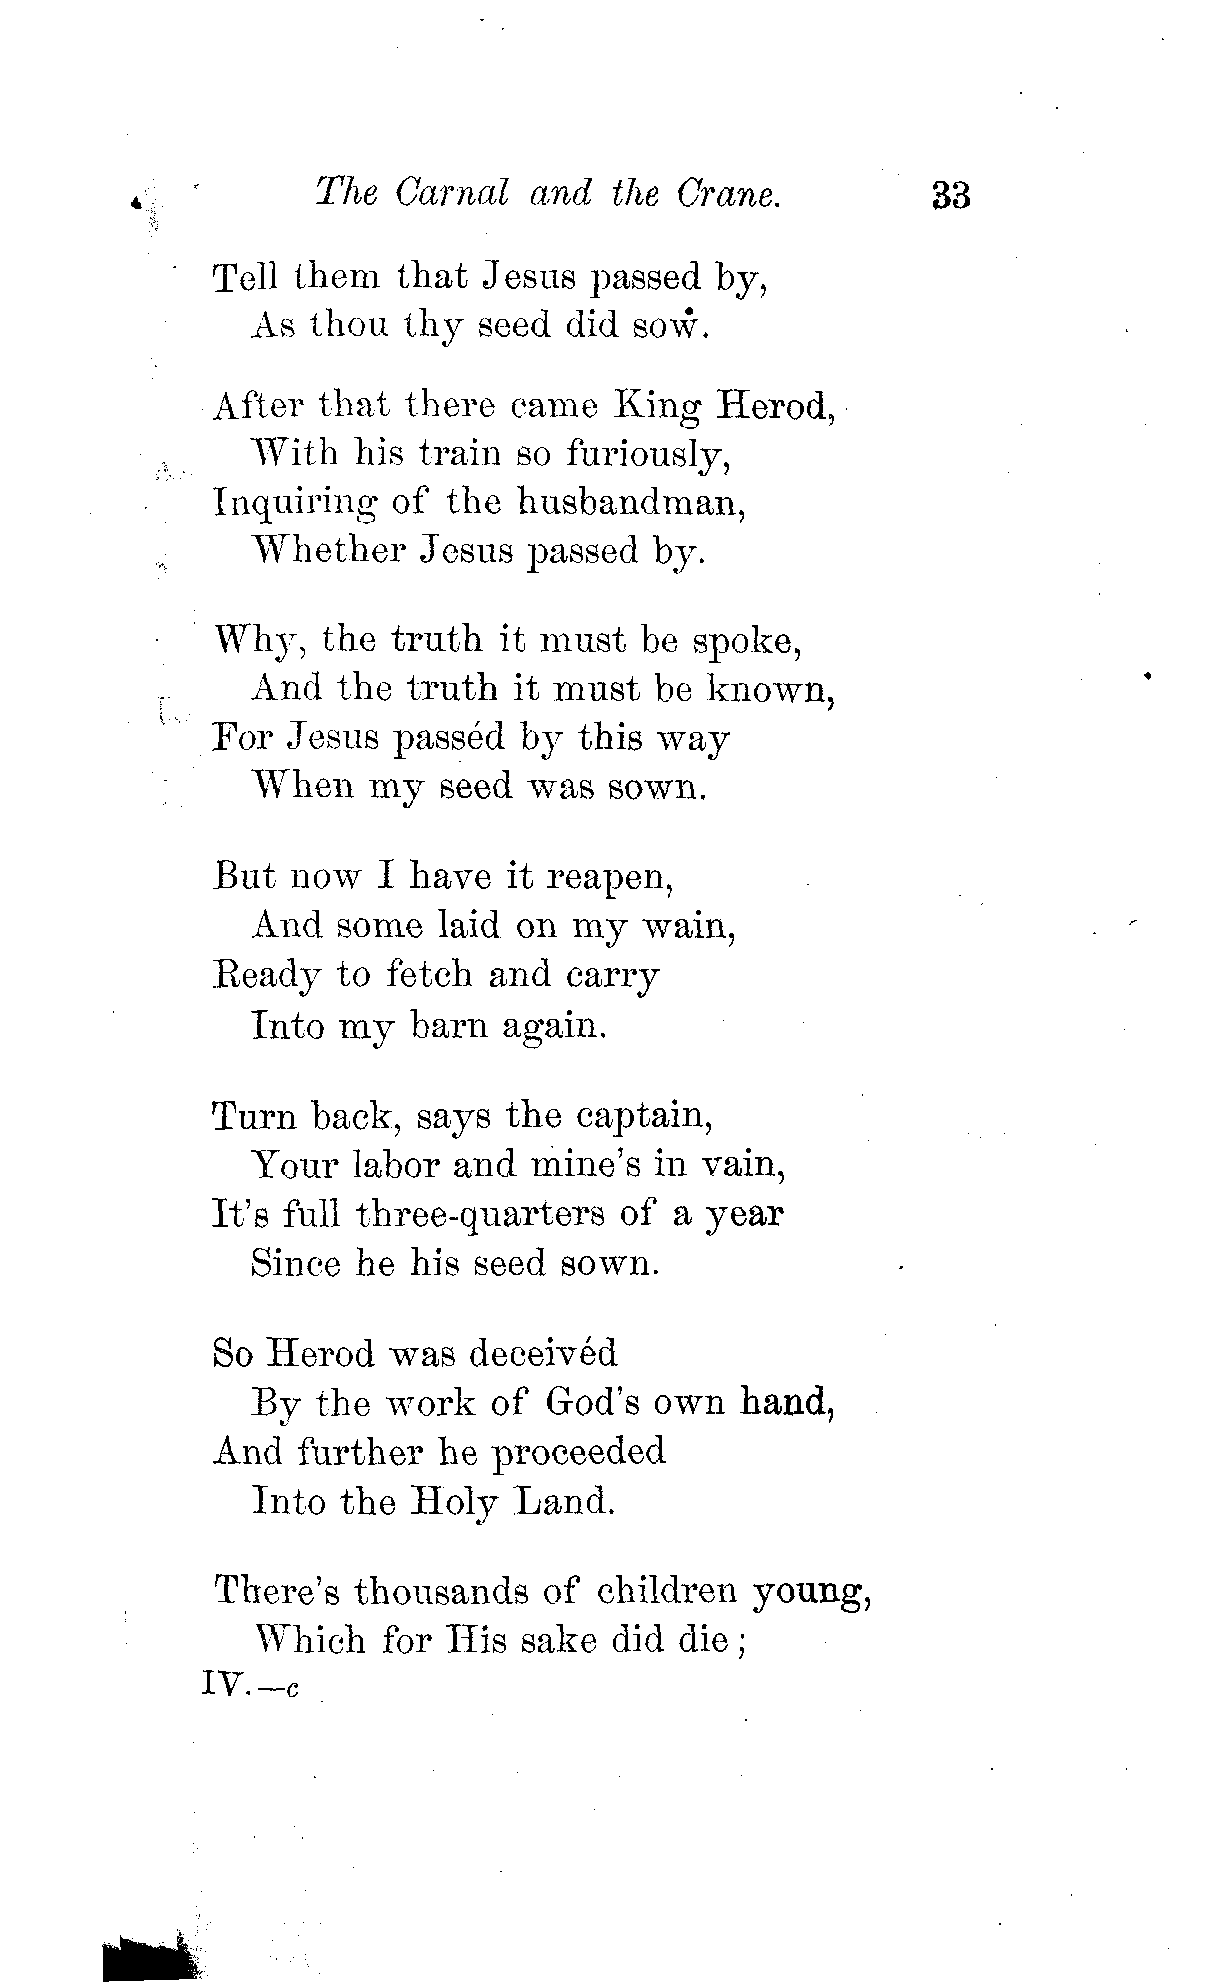 The Carnal and the Crane. 33
Tell them that Jesus passed by,
As thou thy seed did sow.
After that there came King Herod,
With his train so furiously,
Inquiring of the husbandman,
Whether Jesus passed by.
Why, the truth it must be spoke,
And the truth it must be known,
For Jesus passéd by this way
When my seed was sown.
But now I have it reapen,
And some laid on my wain,
Ready to fetch and carry
Into my barn again.
Turn back, says the captain,
Your labor and mine's in vain,
It's full three-quarters of a year
Since he his seed sown.
So Herod was deceivéd
By the work of God's own hand,
And further he proceeded
Into the Holy Land.
There's thousands of children young,
Which for His sake did die;
IV.—c